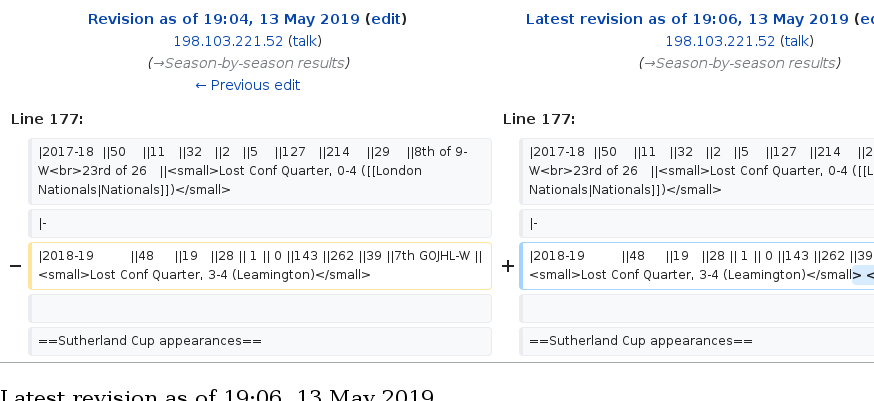 Revision as of 19:04, 13 May 2019 (edit)
198.103.221.52 (talk)
(→Season-by-season results)
← Previous edit
Latest revision as of 19:06, 13 May 2019 (
198.103.221.52 (talk)
(→Season-by-season results)
Line 177:
|2017-18 ||50 ||11 ||32 ||2 ||5 ||127 ||214 ||29 ||8th of 9-
W<br>23rd of 26 ||<small>Lost Conf Quarter, 0-4 ([[London
Nationals|Nationals]])</small>
|-
− |2018-19 ||48 ||19 ||28 || 1 || 0 ||143 ||262 ||39 ||7th GOJHL-W ||
<small>Lost Conf Quarter, 3-4 (Leamington)</small>
==Sutherland Cup appearances==
Line 177:
|2017-18 ||50 ||11 ||32 ||2 ||5 ||127 ||214 ||2
W<br>23rd of 26 ||<small>Lost Conf Quarter, 0-4 ([[L
Nationals|Nationals]])</small>
|-
+ |2018-19 ||48 ||19 ||28 || 1 || 0 ||143 ||262 ||39
<small>Lost Conf Quarter, 3-4 (Leamington)</small> <
==Sutherland Cup appearances==
Latest revision as of 19:06, 13 May 2019